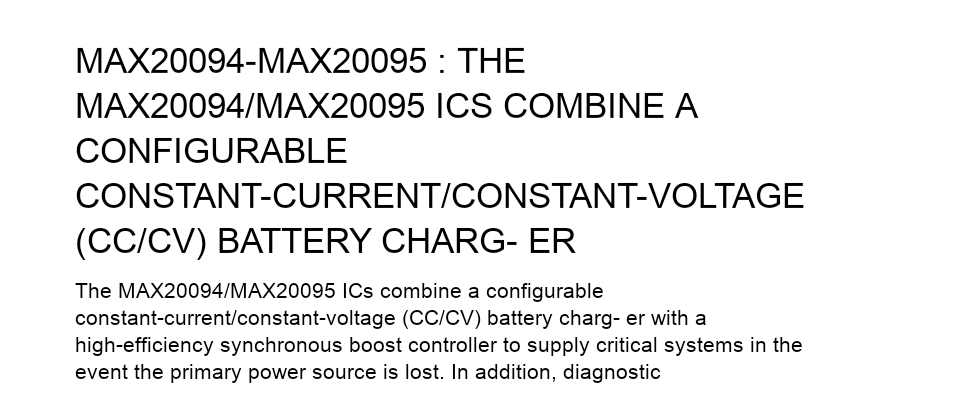 MAX20094-MAX20095 : THE
MAX20094/MAX20095 ICS COMBINE A
CONFIGURABLE
CONSTANT-CURRENT/CONSTANT-VOLTAGE
(CC/CV) BATTERY CHARG- ER
The MAX20094/MAX20095 ICs combine a configurable
constant-current/constant-voltage (CC/CV) battery charg- er with a
high-efficiency synchronous boost controller to supply critical systems in the
event the primary power source is lost. In addition, diagnostic